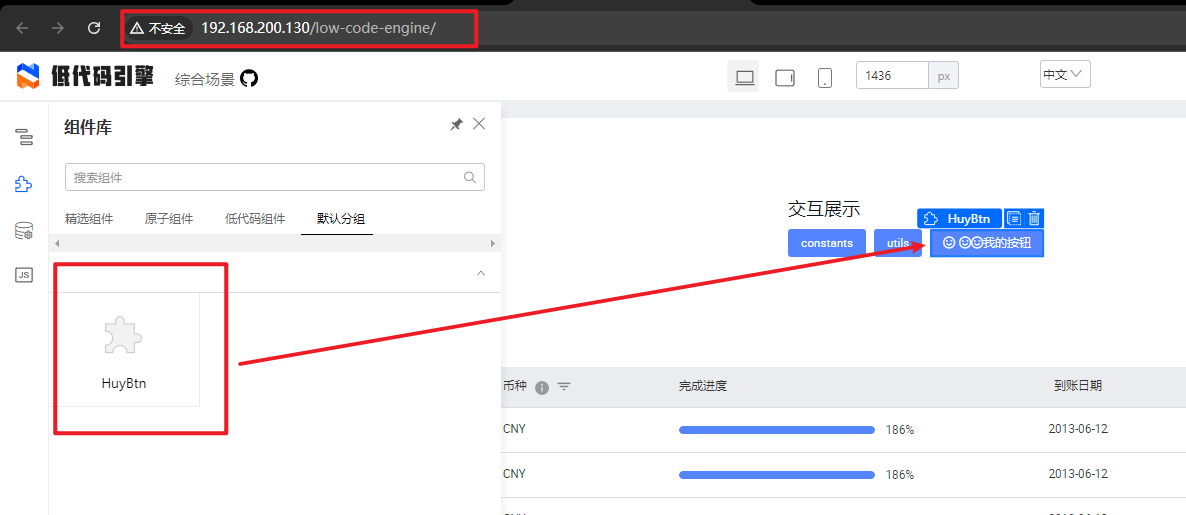 不安全 192.168.200.130/low-code-engine/
低代码引擎 综合场景 1436 px 中文
组件库
搜索组件
精选组件 原子组件 低代码组件 默认分组
交互展示
HuyBtn
constants utils 我的按钮
JS
HuyBtn
币种 完成进度 到账日期
CNY 186% 2013-06-12
CNY 186% 2013-06-12